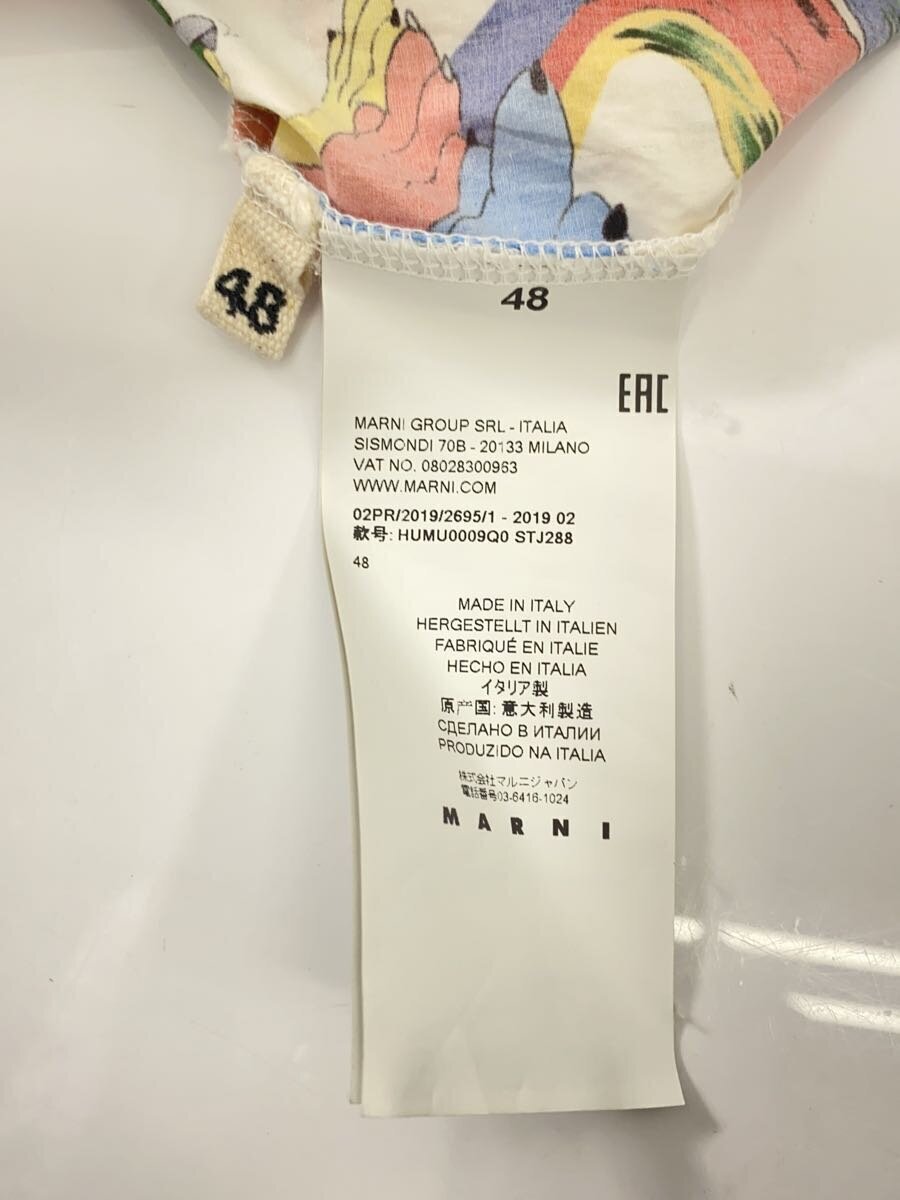 48
48
EAC
MARNI GROUP SRL - ITALIA
SISMONDI 70B - 20133 MILANO
VAT NO. 08028300963
WWW.MARNI.COM
02PR/2019/2695/1 - 2019 02
款号: HUMU0009Q0 STJ288
48
MADE IN ITALY
HERGESTELLT IN ITALIEN
FABRIQUÉ EN ITALIE
HECHO EN ITALIA
イタリア製
原产国: 意大利製造
СДЕЛАНО В ИТАЛИИ
PRODUZIDO NA ITALIA
株式会社マルニジャパン
電話番号03-6416-1024
MARNI